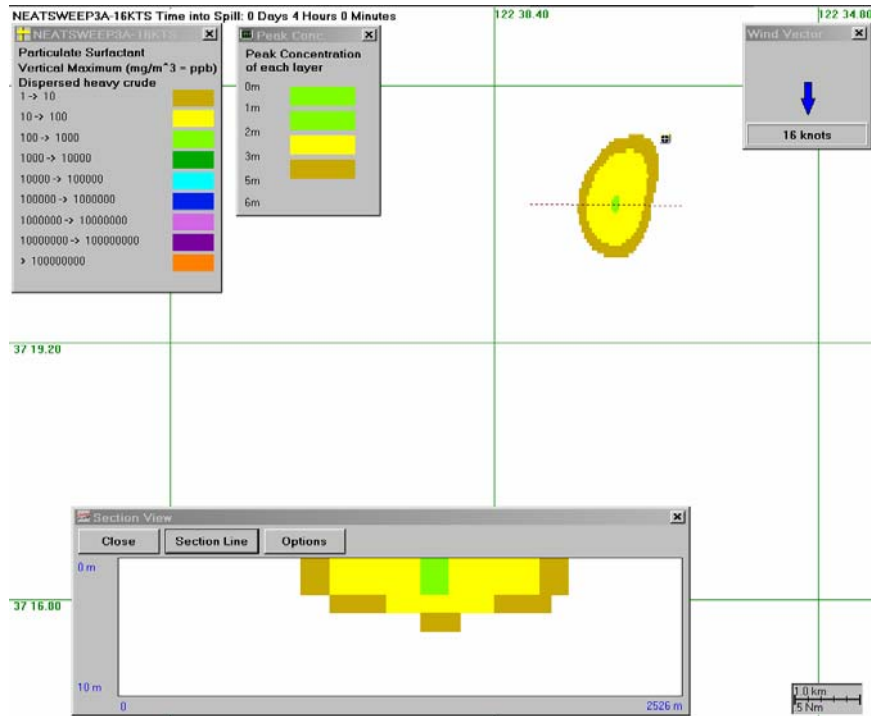 NEATSWEEP3A-16KTS Time into Spill: 0 Days 4 Hours 0 Minutes
122 38.40
122 34.80
NEATSWEEP3A-16KTS
Particulate Surfactant
Vertical Maximum (mg/m^3 - ppb)
Dispersed heavy crude
1 -> 10
10 -> 100
100 -> 1000
1000 -> 10000
10000 -> 100000
100000 -> 1000000
1000000 -> 10000000
10000000 -> 100000000
> 100000000
Peak Conc.
Peak Concentration
of each layer
0m
1m
2m
3m
5m
6m
Wind Vector
16 knots
37 19.20
Section View
Close
Section Line
Options
0 m
10 m
0
2526 m
37 16.00
1.0 km
.5 Nm